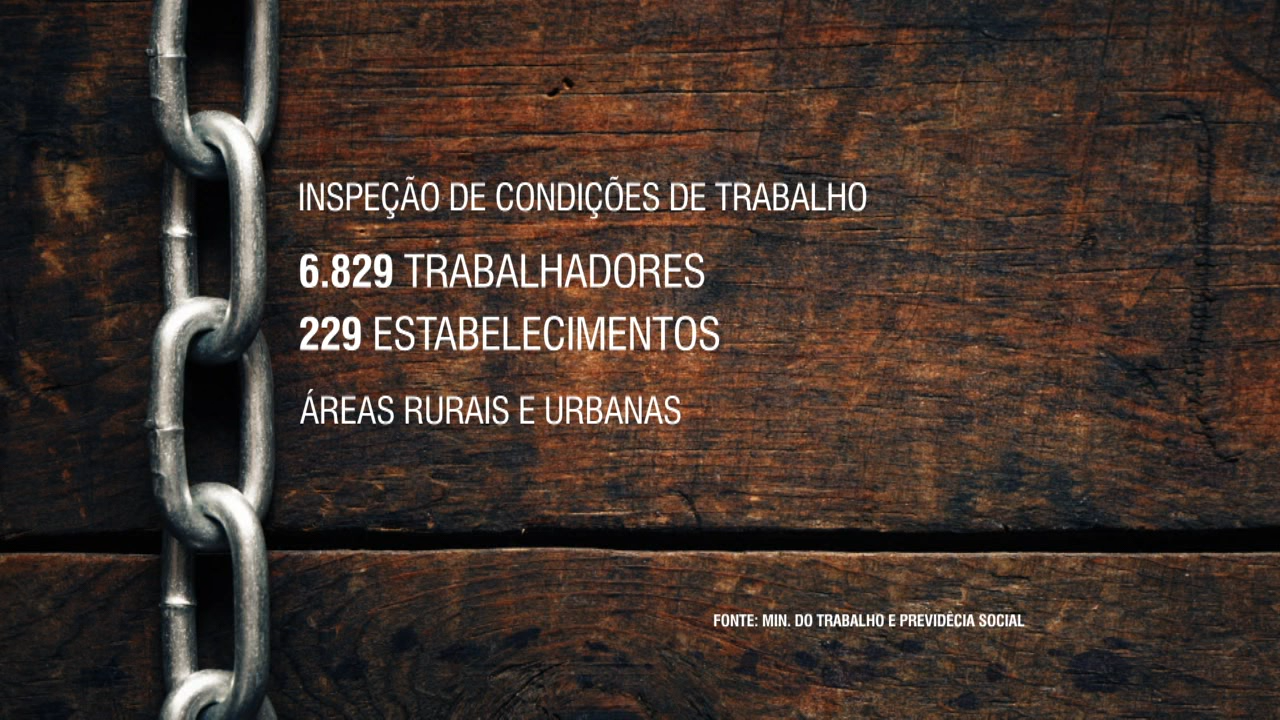 INSPEÇÃO DE CONDIÇÕES DE TRABALHO
6.829 TRABALHADORES
229 ESTABELECIMENTOS
ÁREAS RURAIS E URBANAS
FONTE: MIN. DO TRABALHO E PREVIDÊCIA SOCIAL